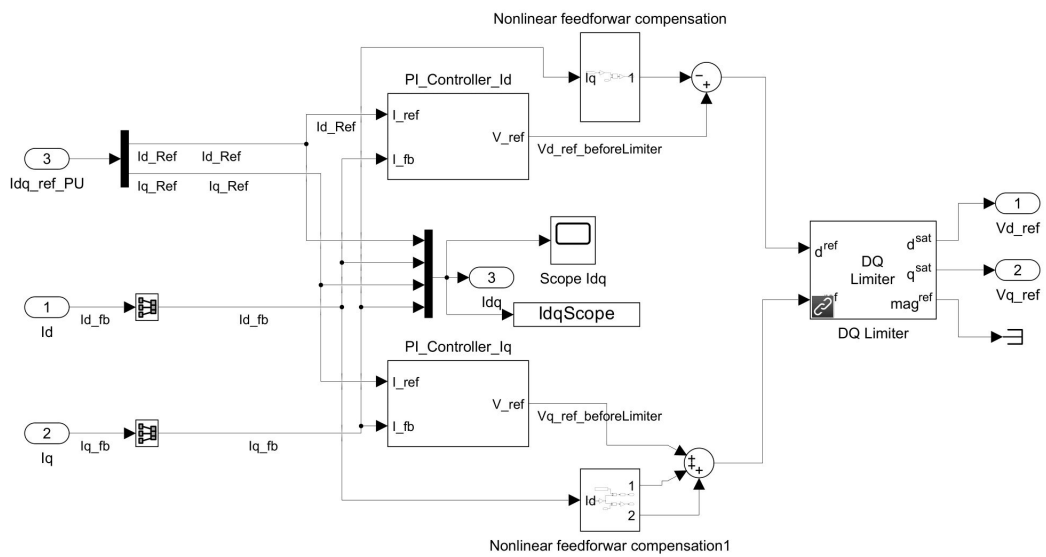 Nonlinear feedforwar compensation
Iq
1
−
+
PI_Controller_Id
I_ref
I_fb
V_ref
Id_Ref
Vd_ref_beforeLimiter
3
Idq_ref_PU
Id_Ref Id_Ref
Iq_Ref Iq_Ref
Scope Idq
3
Idq
IdqScope
1
Id
Id_fb
Id_fb
d^ref
ef
DQ
Limiter
d^sat
q^sat
mag^ref
DQ Limiter
1
Vd_ref
2
Vq_ref
PI_Controller_Iq
I_ref
I_fb
V_ref
Vq_ref_beforeLimiter
2
Iq
Iq_fb
Iq_fb
+
+
+
Id
1
2
Nonlinear feedforwar compensation1